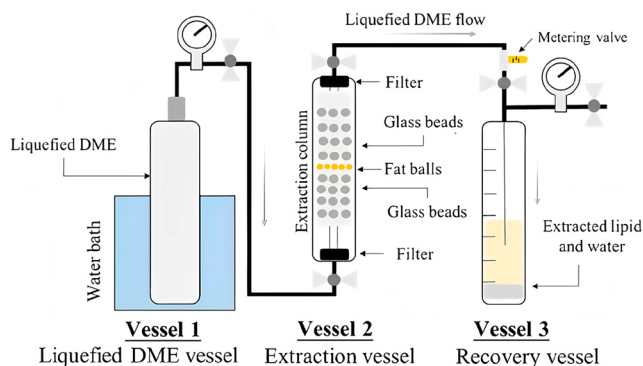 Liquefied DME flow
Metering valve
Filter
Glass beads
Liquefied DME
Extraction column
Fat balls
Glass beads
Water bath
Extracted lipid
and water
Filter
Vessel 1
Liquefied DME vessel
Vessel 2
Extraction vessel
Vessel 3
Recovery vessel